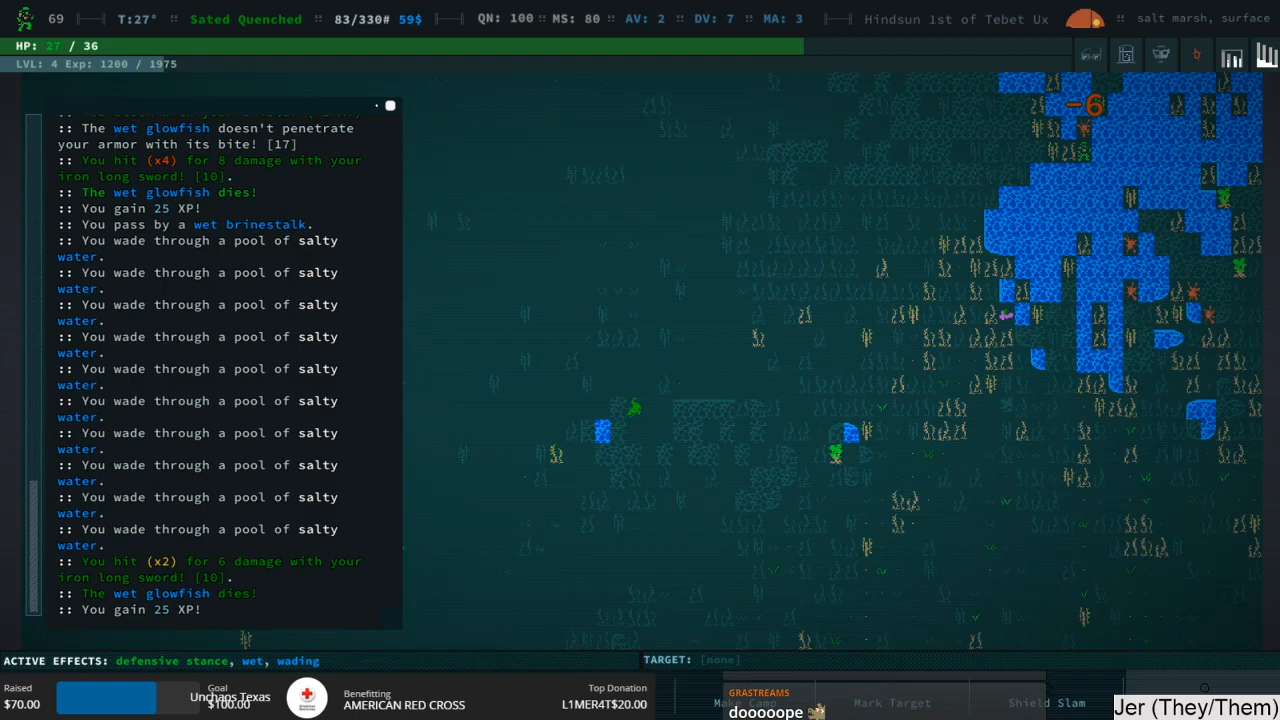 69 T:27° :: Sated Quenched 83/330# 59$ QN: 100 :: MS: 80 :: AV: 2 :: DV: 7 :: MA: 3 Hindsun 1st of Tebet Ux :: salt marsh, surface
HP: 27 / 36
LVL: 4 Exp: 1200 / 1975
-6
:: The wet glowfish doesn't penetrate
your armor with its bite! [17]
:: You hit (x4) for 8 damage with your
iron long sword! [10].
:: The wet glowfish dies!
:: You gain 25 XP!
:: You pass by a wet brinestalk.
:: You wade through a pool of salty
water.
:: You wade through a pool of salty
water.
:: You wade through a pool of salty
water.
:: You wade through a pool of salty
water.
:: You wade through a pool of salty
water.
:: You wade through a pool of salty
water.
:: You wade through a pool of salty
water.
:: You wade through a pool of salty
water.
:: You wade through a pool of salty
water.
:: You wade through a pool of salty
water.
:: You hit (x2) for 6 damage with your
iron long sword! [10].
:: The wet glowfish dies!
:: You gain 25 XP!
ACTIVE EFFECTS: defensive stance, wet, wading
TARGET: [none]
Raised
$70.00
Goal
$100.00
Unchaos Texas
Benefitting
AMERICAN RED CROSS
Top Donation
L1MER4T$20.00
GRASTREAMS
dooooope
Make Camp
Mark Target
Shield Slam
Jer (They/Them)